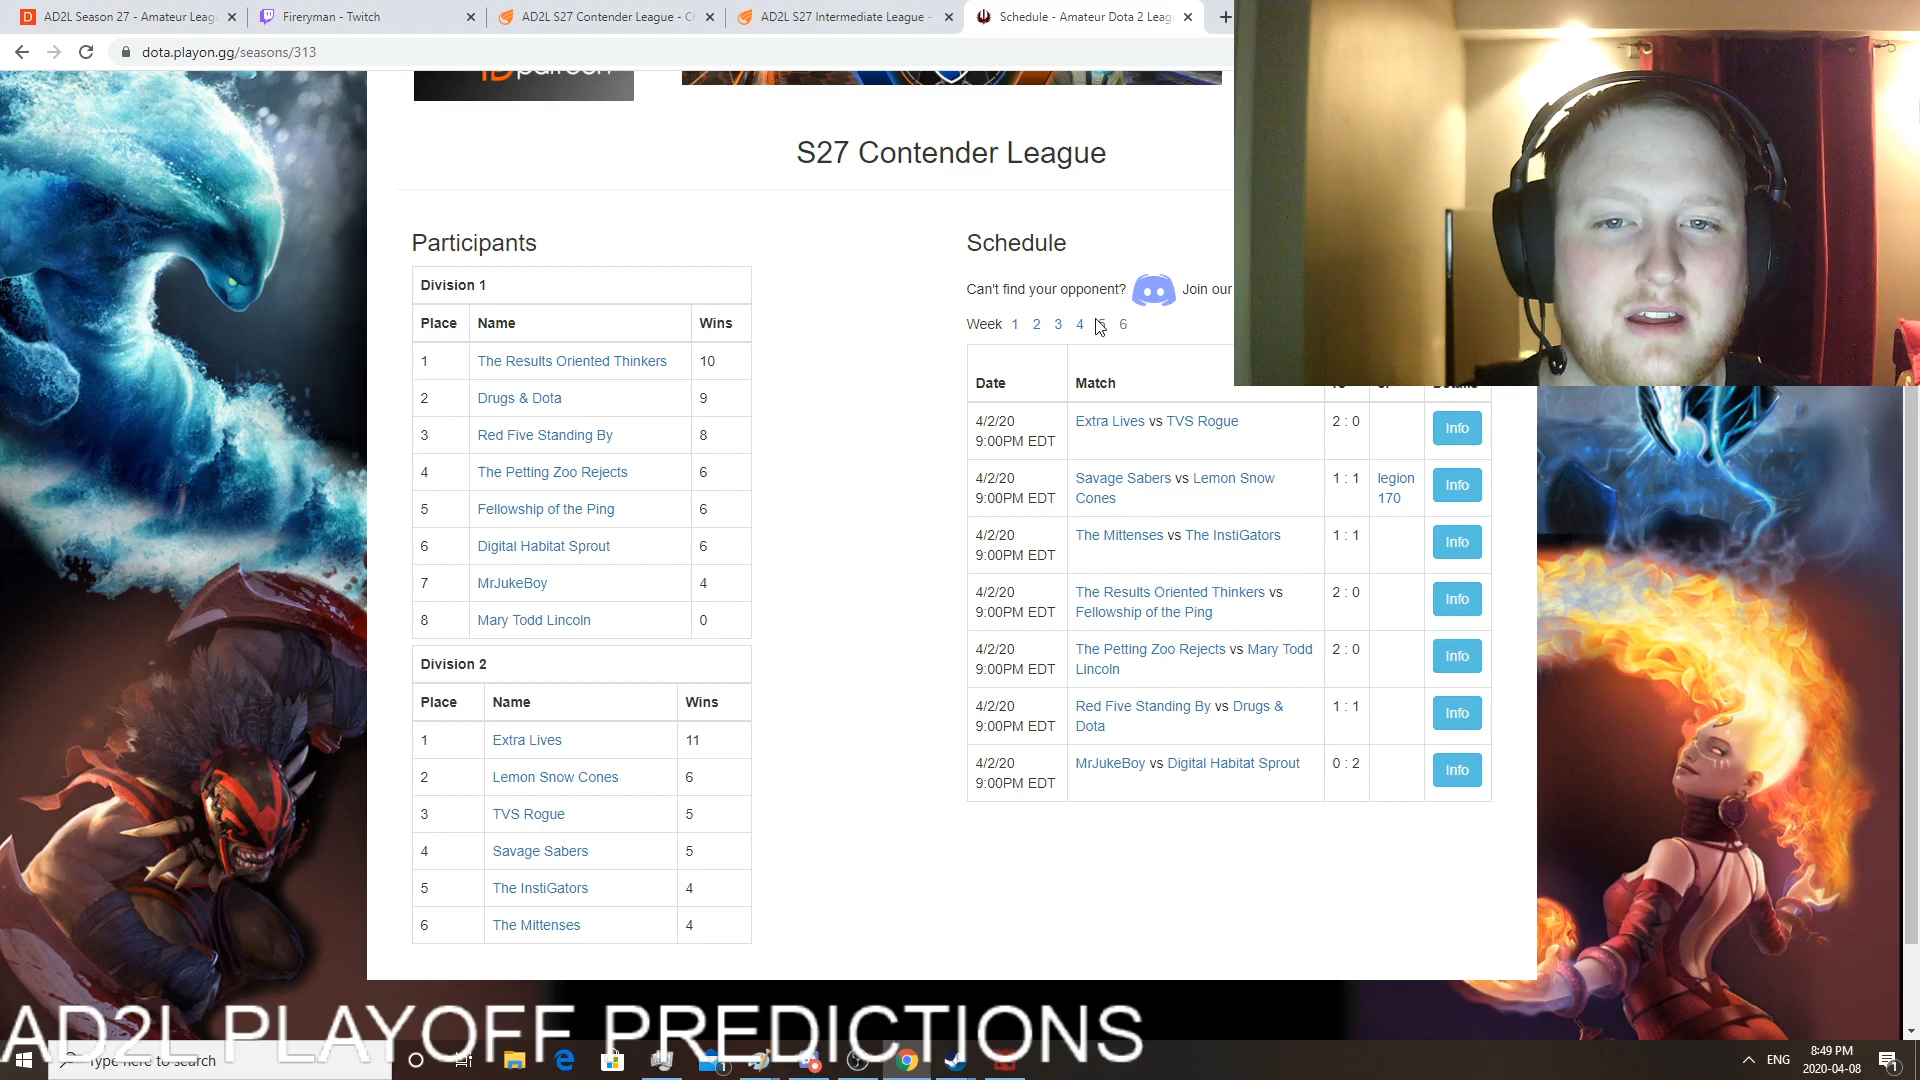 AD2L Season 27 - Amateur Leag
Fireryman - Twitch
AD2L S27 Contender League - C
AD2L S27 Intermediate League -
Schedule - Amateur Dota 2 Leag
dota.playon.gg/seasons/313
S27 Contender League
Participants
Division 1
Place Name Wins
1 The Results Oriented Thinkers 10
2 Drugs & Dota 9
3 Red Five Standing By 8
4 The Petting Zoo Rejects 6
5 Fellowship of the Ping 6
6 Digital Habitat Sprout 6
7 MrJukeBoy 4
8 Mary Todd Lincoln 0
Division 2
Place Name Wins
1 Extra Lives 11
2 Lemon Snow Cones 6
3 TVS Rogue 5
4 Savage Sabers 5
5 The InstiGators 4
6 The Mittenses 4
Schedule
Can't find your opponent? Join our
Week 1 2 3 4 5 6
Date Match
4/2/20 Extra Lives vs TVS Rogue 2 : 0 Info
9:00PM EDT
4/2/20 Savage Sabers vs Lemon Snow 1 : 1 legion Info
9:00PM EDT Cones 170
4/2/20 The Mittenses vs The InstiGators 1 : 1 Info
9:00PM EDT
4/2/20 The Results Oriented Thinkers vs 2 : 0 Info
9:00PM EDT Fellowship of the Ping
4/2/20 The Petting Zoo Rejects vs Mary Todd 2 : 0 Info
9:00PM EDT Lincoln
4/2/20 Red Five Standing By vs Drugs & 1 : 1 Info
9:00PM EDT Dota
4/2/20 MrJukeBoy vs Digital Habitat Sprout 0 : 2 Info
9:00PM EDT
AD2L PLAYOFF PREDICTIONS
Type here to search
ENG
8:49 PM
2020-04-08